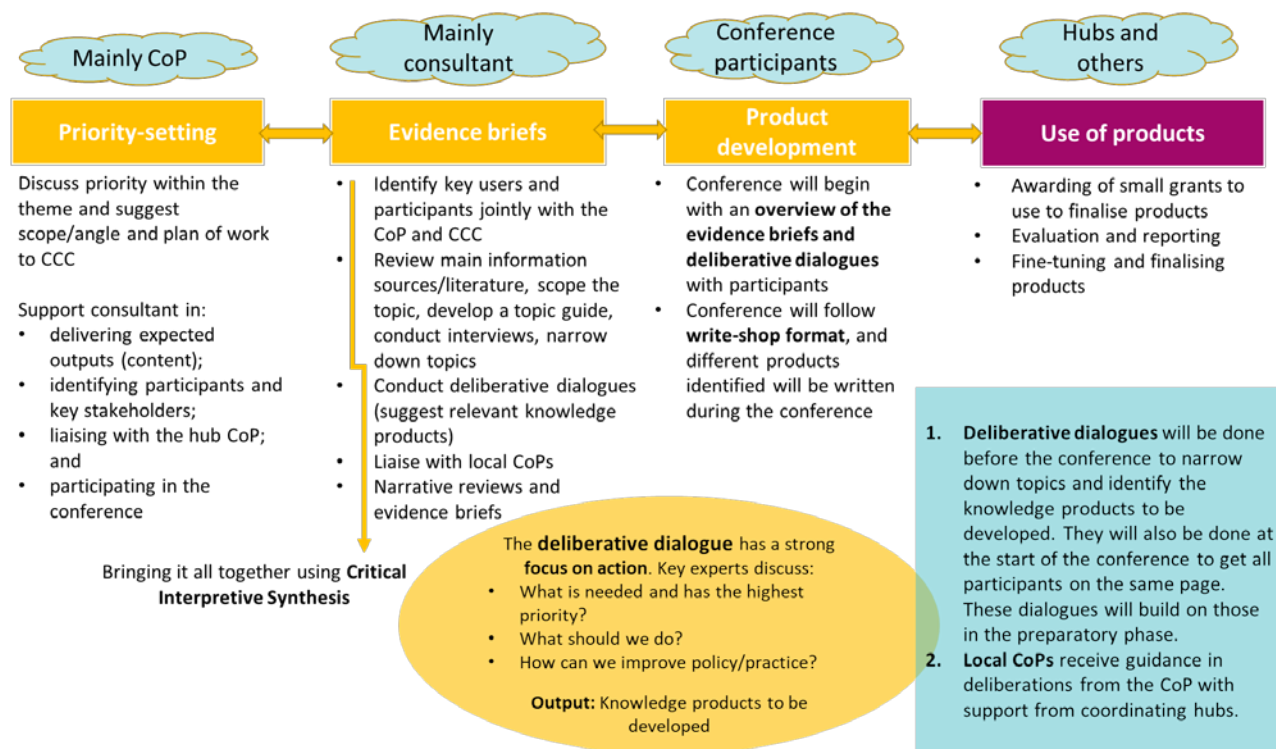 Mainly CoP
Mainly
consultant
Conference
participants
Hubs and
others
Priority-setting
Evidence briefs
Product
development
Use of products
Discuss priority within the
theme and suggest
scope/angle and plan of work
to CCC
Support consultant in:
• delivering expected
outputs (content);
• identifying participants and
key stakeholders;
• liaising with the hub CoP;
and
• participating in the
conference
• Identify key users and
participants jointly with the
CoP and CCC
• Review main information
sources/literature, scope the
topic, develop a topic guide,
conduct interviews, narrow
down topics
• Conduct deliberative dialogues
(suggest relevant knowledge
products)
• Liaise with local CoPs
• Narrative reviews and
evidence briefs
• Conference will begin
with an overview of the
evidence briefs and
deliberative dialogues
with participants
• Conference will follow
write-shop format, and
different products
identified will be written
during the conference
• Awarding of small grants to
use to finalise products
• Evaluation and reporting
• Fine-tuning and finalising
products
Bringing it all together using Critical
Interpretive Synthesis
The deliberative dialogue has a strong
focus on action. Key experts discuss:
• What is needed and has the highest
priority?
• What should we do?
• How can we improve policy/practice?
Output: Knowledge products to be
developed
1. Deliberative dialogues will be done
before the conference to narrow
down topics and identify the
knowledge products to be
developed. They will also be done at
the start of the conference to get all
participants on the same page.
These dialogues will build on those
in the preparatory phase.
2. Local CoPs receive guidance in
deliberations from the CoP with
support from coordinating hubs.